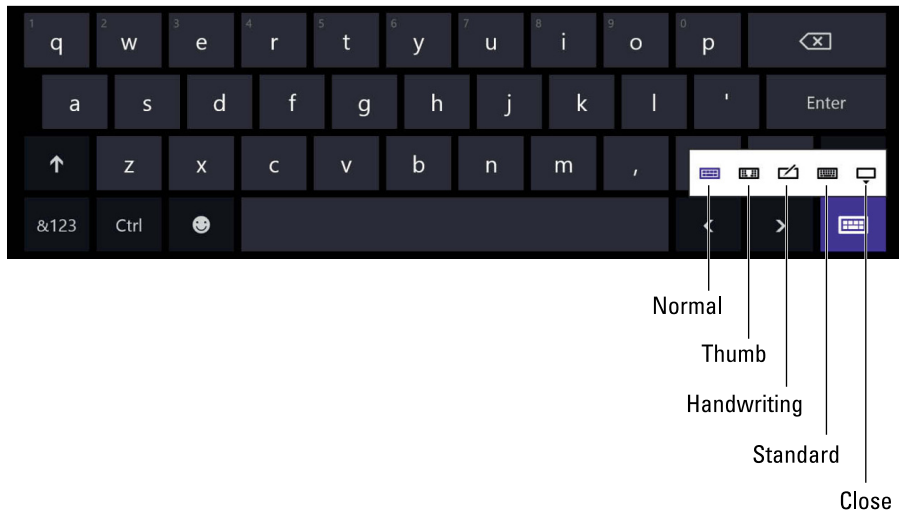 1 2 3 4 5 6 7 8 9 0
q w e r t y u i o p
a s d f g h j k l ' Enter
z x c v b n m ,
&123 Ctrl < >
Normal
Thumb
Handwriting
Standard
Close